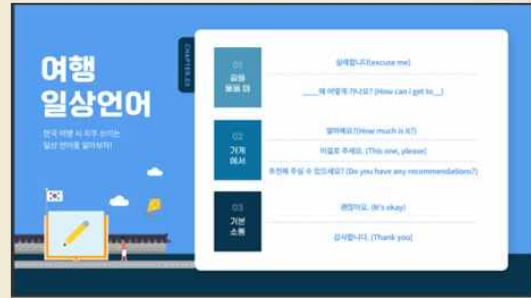 여행
일상언어
한국 여행 시 자주 쓰이는
일상 언어를 알아보자!
CHAPTER.03
01
길을
물을 때
실례합니다(excuse me)
____에 어떻게 가나요? (How can i get to__)
02
가게
에서
얼마예요?(How much is it?)
이걸로 주세요. (This one, please)
추천해 주실 수 있으세요? (Do you have any recommendations?)
03
기본
소통
괜찮아요. (It's okay)
감사합니다. (Thank you)